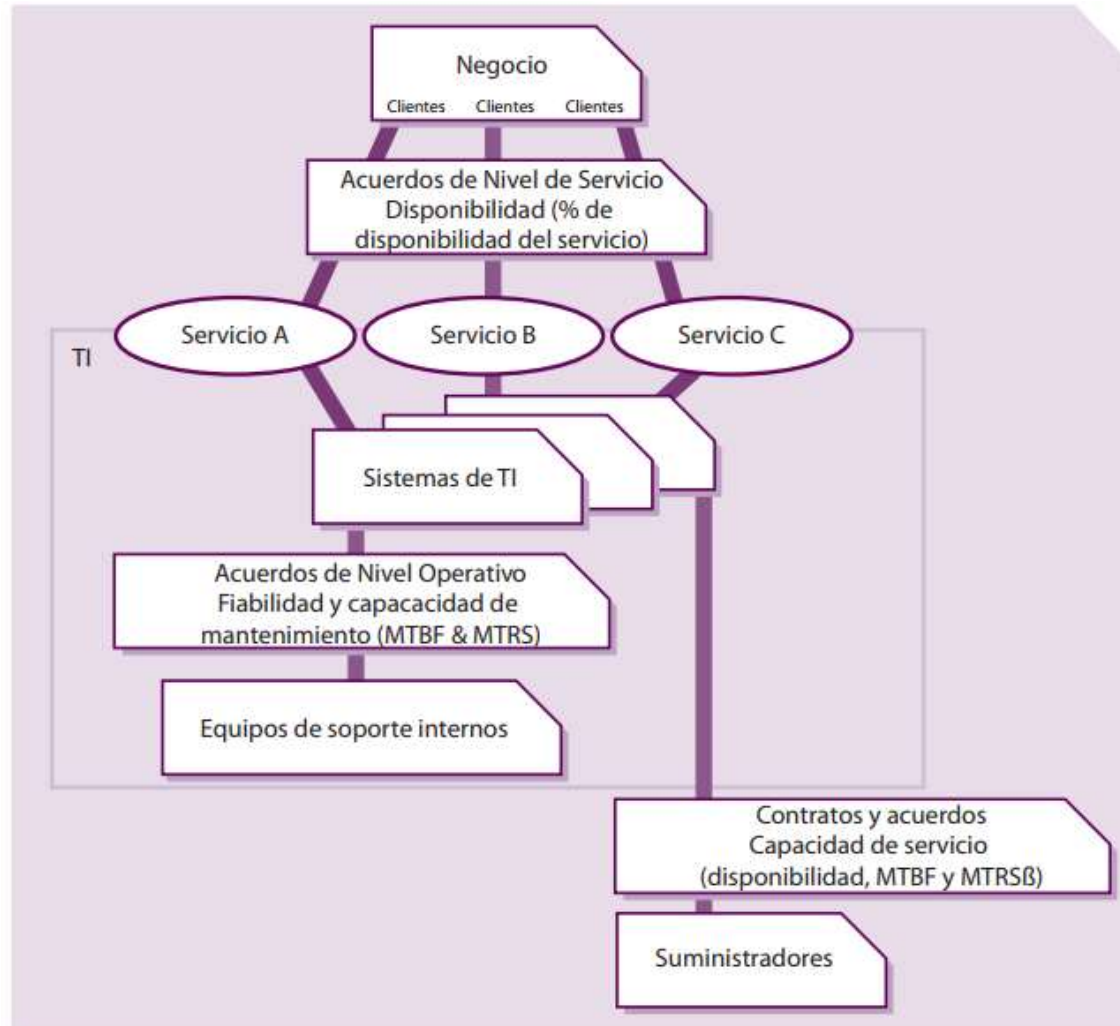 Negocio
Clientes Clientes Clientes
Acuerdos de Nivel de Servicio
Disponibilidad (% de
disponibilidad del servicio)
Servicio A
Servicio B
Servicio C
TI
Sistemas de TI
Acuerdos de Nivel Operativo
Fiabilidad y capacacidad de
mantenimiento (MTBF & MTRS)
Equipos de soporte internos
Contratos y acuerdos
Capacidad de servicio
(disponibilidad, MTBF y MTRSß)
Suministradores